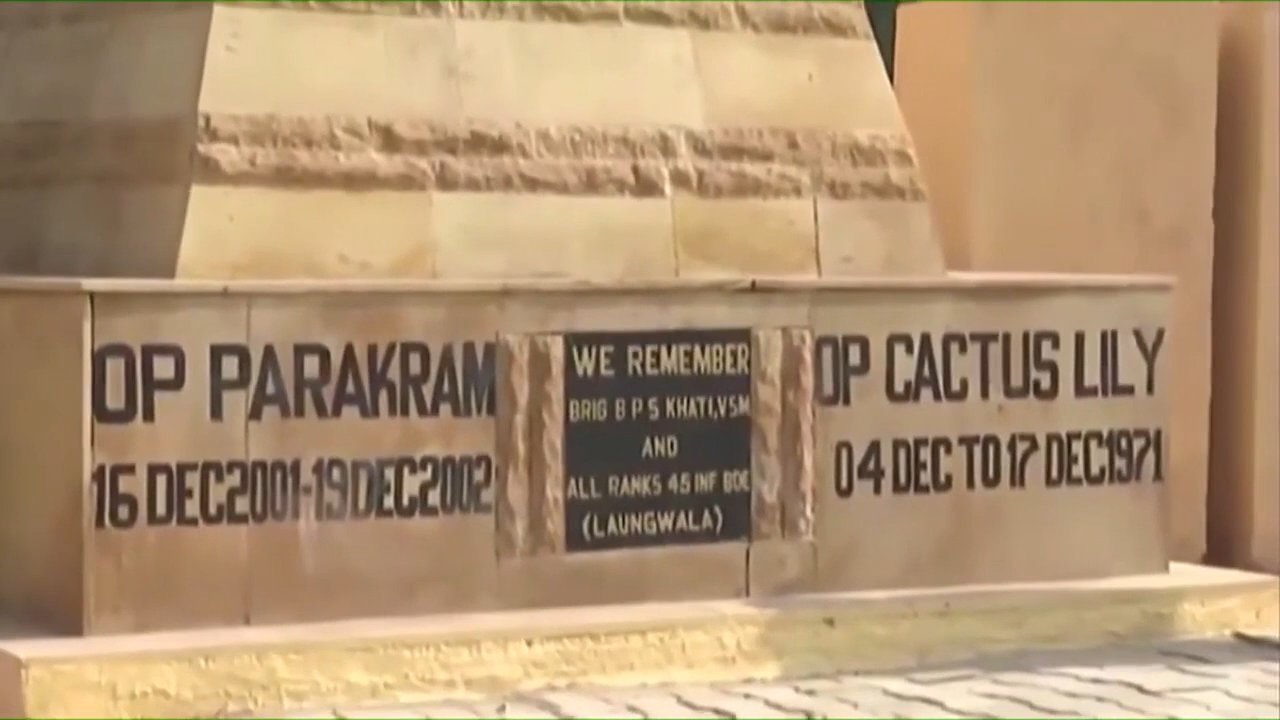 OP PARAKRAM
16 DEC2001-19DEC2002
WE REMEMBER
BRIG B P S KHATI,VSM
AND
ALL RANKS 45 INF BDE
(LAUNGWALA)
OP CACTUS LILY
04 DEC TO 17 DEC1971